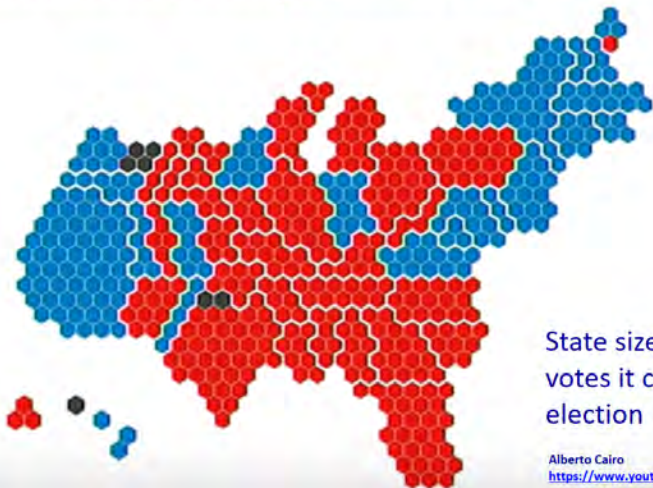 State size
votes it c
election
Alberto Cairo
https://www.yout